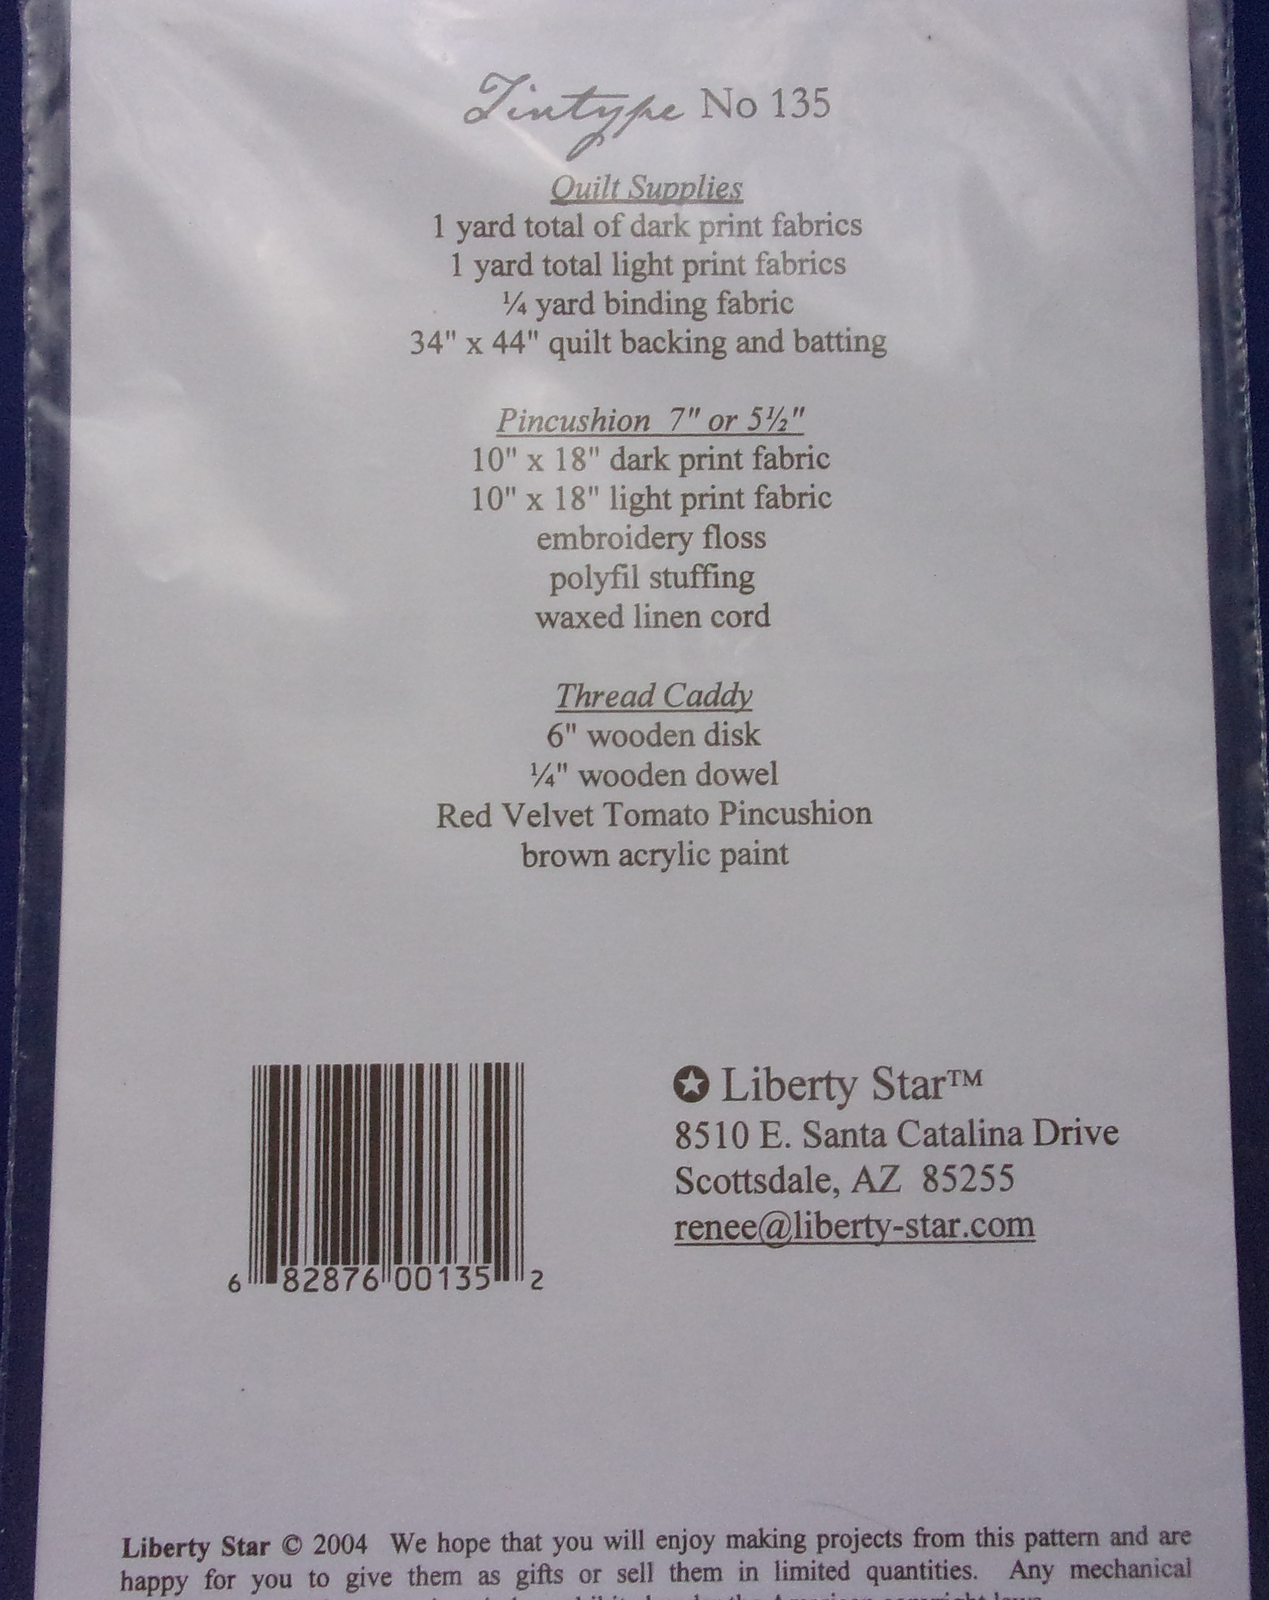 Tintype No 135
Quilt Supplies
1 yard total of dark print fabrics
1 yard total light print fabrics
¼ yard binding fabric
34" x 44" quilt backing and batting
Pincushion 7" or 5½"
10" x 18" dark print fabric
10" x 18" light print fabric
embroidery floss
polyfil stuffing
waxed linen cord
Thread Caddy
6" wooden disk
¼" wooden dowel
Red Velvet Tomato Pincushion
brown acrylic paint
6 82876 00135 2
Liberty Star™
8510 E. Santa Catalina Drive
Scottsdale, AZ 85255
renee@liberty-star.com
Liberty Star © 2004 We hope that you will enjoy making projects from this pattern and are
happy for you to give them as gifts or sell them in limited quantities. Any mechanical